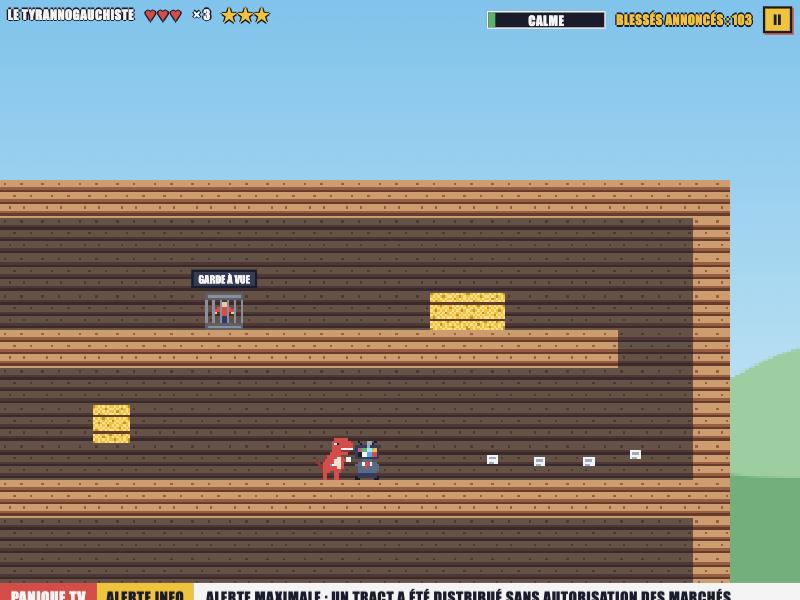 LE TYRANNOGAUCHISTE ×3
CALME
BLESSÉS ANNONCÉS : 103
GARDE À VUE
PANIQUE TV
ALERTE INFO
ALERTE MAXIMALE : UN TRACT A ÉTÉ DISTRIBUÉ SANS AUTORISATION DES MARCHÉS